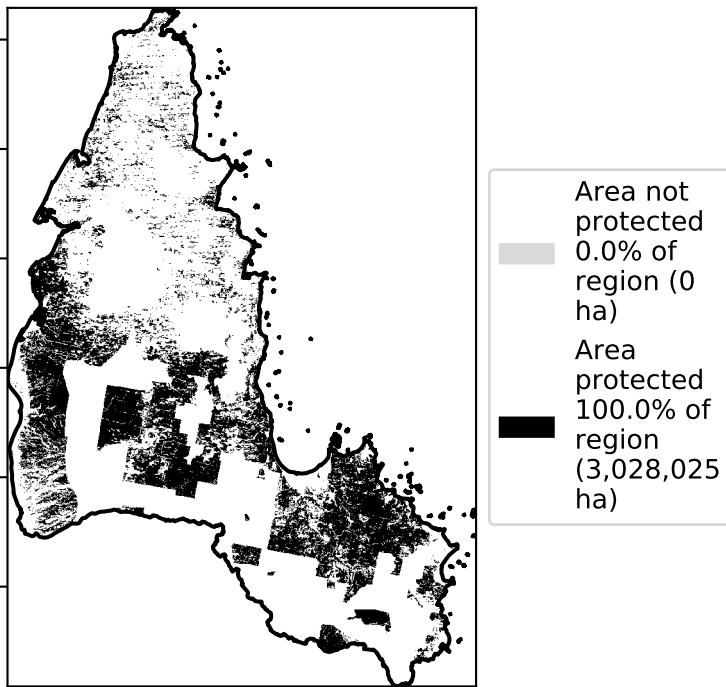 Area not
protected
0.0% of
region (0
ha)
Area
protected
100.0% of
region
(3,028,025
ha)